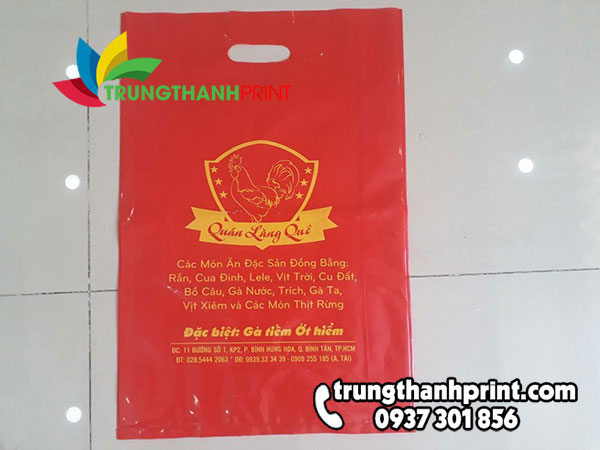 TRUNGTHANHPRINT
Quán Làng Quê
Các Món Ăn Đặc Sản Đồng Bằng:
Rắn, Cua Đinh, Lele, Vịt Trời, Cu Đất,
Bồ Câu, Gà Nước, Trích, Gà Ta,
Vịt Xiêm và Các Món Thịt Rừng
Đặc biệt: Gà tiềm Ớt hiểm
ĐC: 11 ĐƯỜNG SỐ 1, KP2, P. BÌNH HƯNG HÒA, Q. BÌNH TÂN, TP.HCM
ĐT: 028.5444 2063 * DĐ: 0939.33 34 39 - 0909 255 185 (A. TÀI)
trungthanhprint.com
0937 301 856